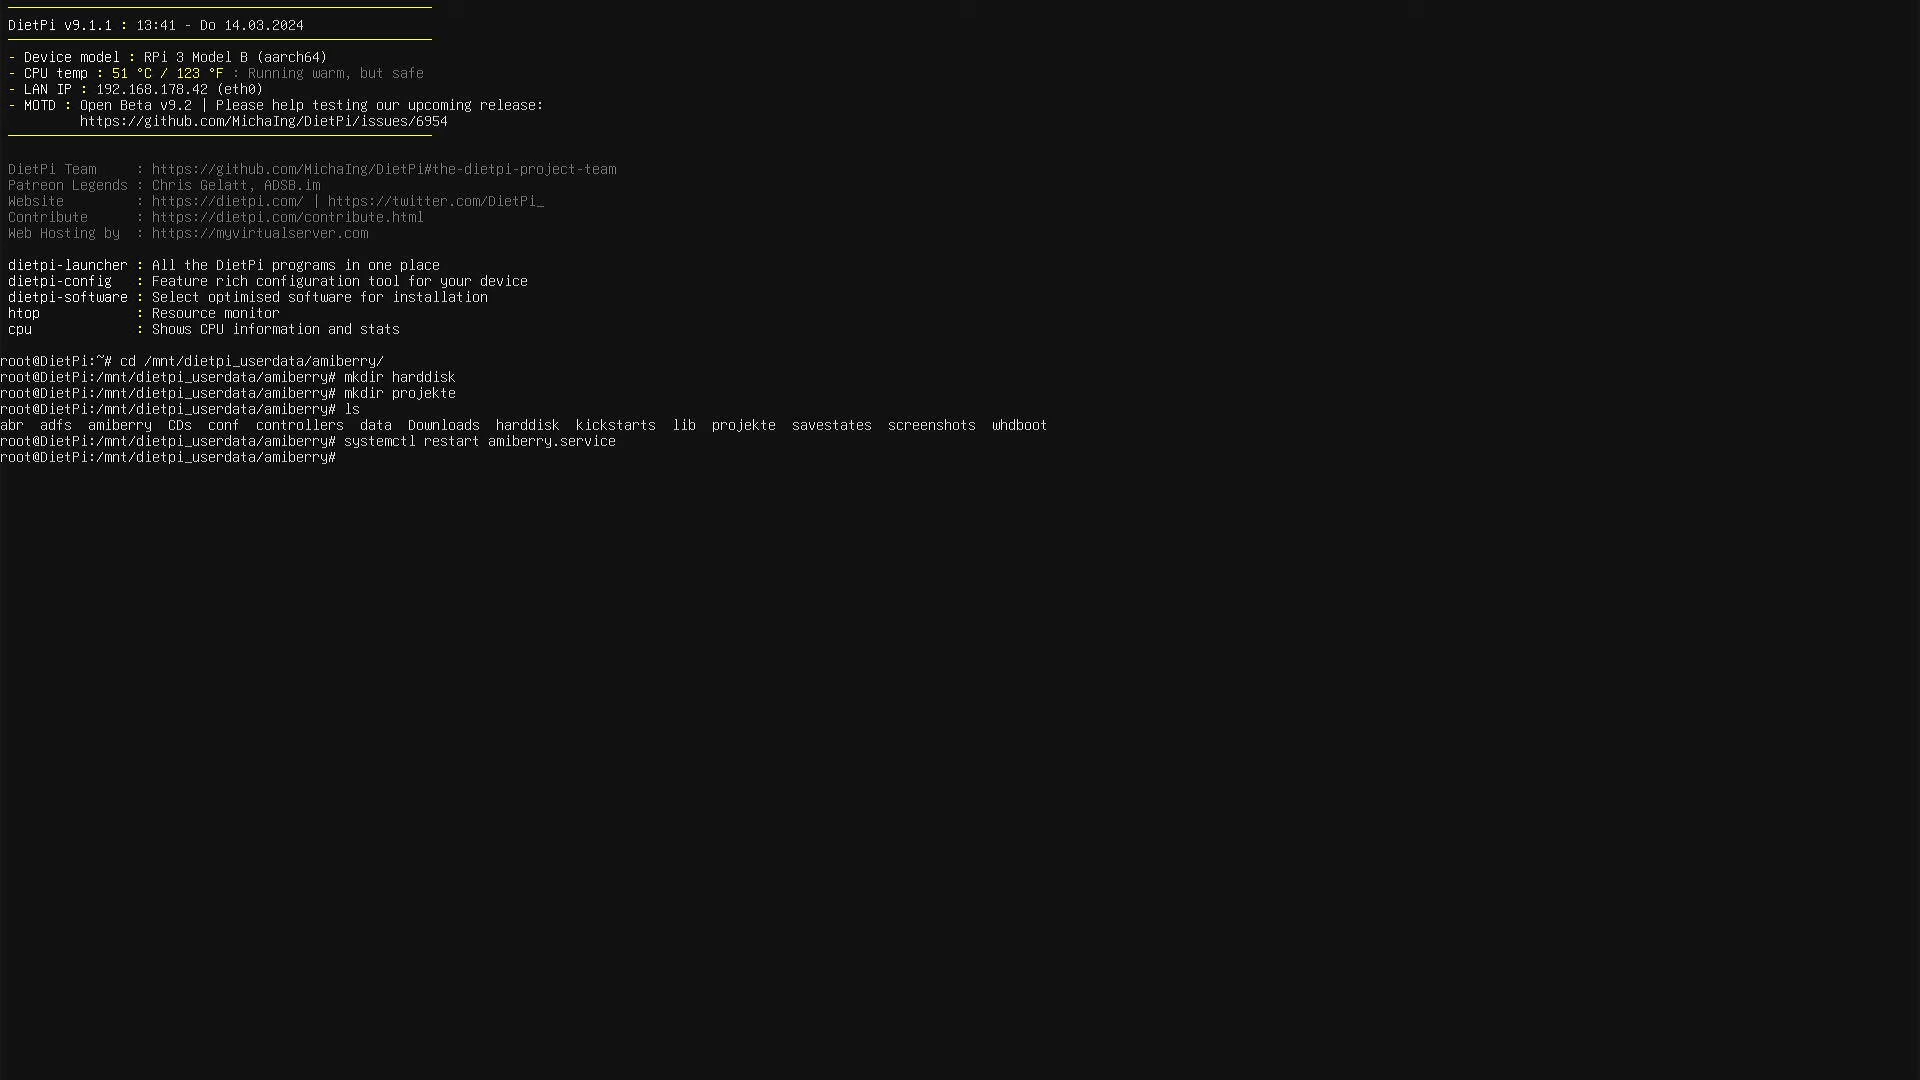 DietPi v9.1.1 : 13:41 - Do 14.03.2024
- Device model : RPi 3 Model B (aarch64)
- CPU temp : 51 °C / 123 °F : Running warm, but safe
- LAN IP : 192.168.178.42 (eth0)
- MOTD : Open Beta v9.2 | Please help testing our upcoming release:
https://github.com/MichaIng/DietPi/issues/6954
DietPi Team : https://github.com/MichaIng/DietPi#the-dietpi-project-team
Patreon Legends : Chris Gelatt, ADSB.im
Website : https://dietpi.com/ | https://twitter.com/DietPi_
Contribute : https://dietpi.com/contribute.html
Web Hosting by : https://myvirtualserver.com
dietpi-launcher : All the DietPi programs in one place
dietpi-config : Feature rich configuration tool for your device
dietpi-software : Select optimised software for installation
htop : Resource monitor
cpu : Shows CPU information and stats
root@DietPi:~# cd /mnt/dietpi_userdata/amiberry/
root@DietPi:/mnt/dietpi_userdata/amiberry# mkdir harddisk
root@DietPi:/mnt/dietpi_userdata/amiberry# mkdir projekte
root@DietPi:/mnt/dietpi_userdata/amiberry# ls
abr adfs amiberry CDs conf controllers data Downloads harddisk kickstarts lib projekte savestates screenshots whdboot
root@DietPi:/mnt/dietpi_userdata/amiberry# systemctl restart amiberry.service
root@DietPi:/mnt/dietpi_userdata/amiberry#